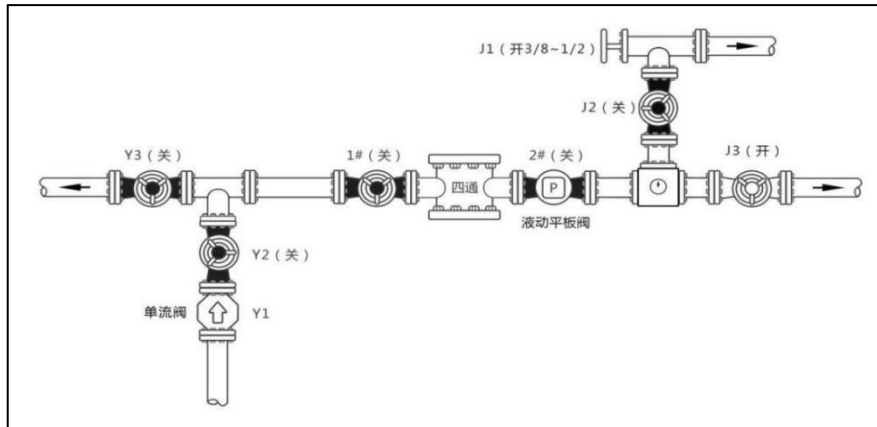 J1（开3/8~1/2）
J2（关）
Y3（关）
1#（关）
四通
2#（关）
J3（开）
P
液动平板阀
Y2（关）
单流阀
Y1